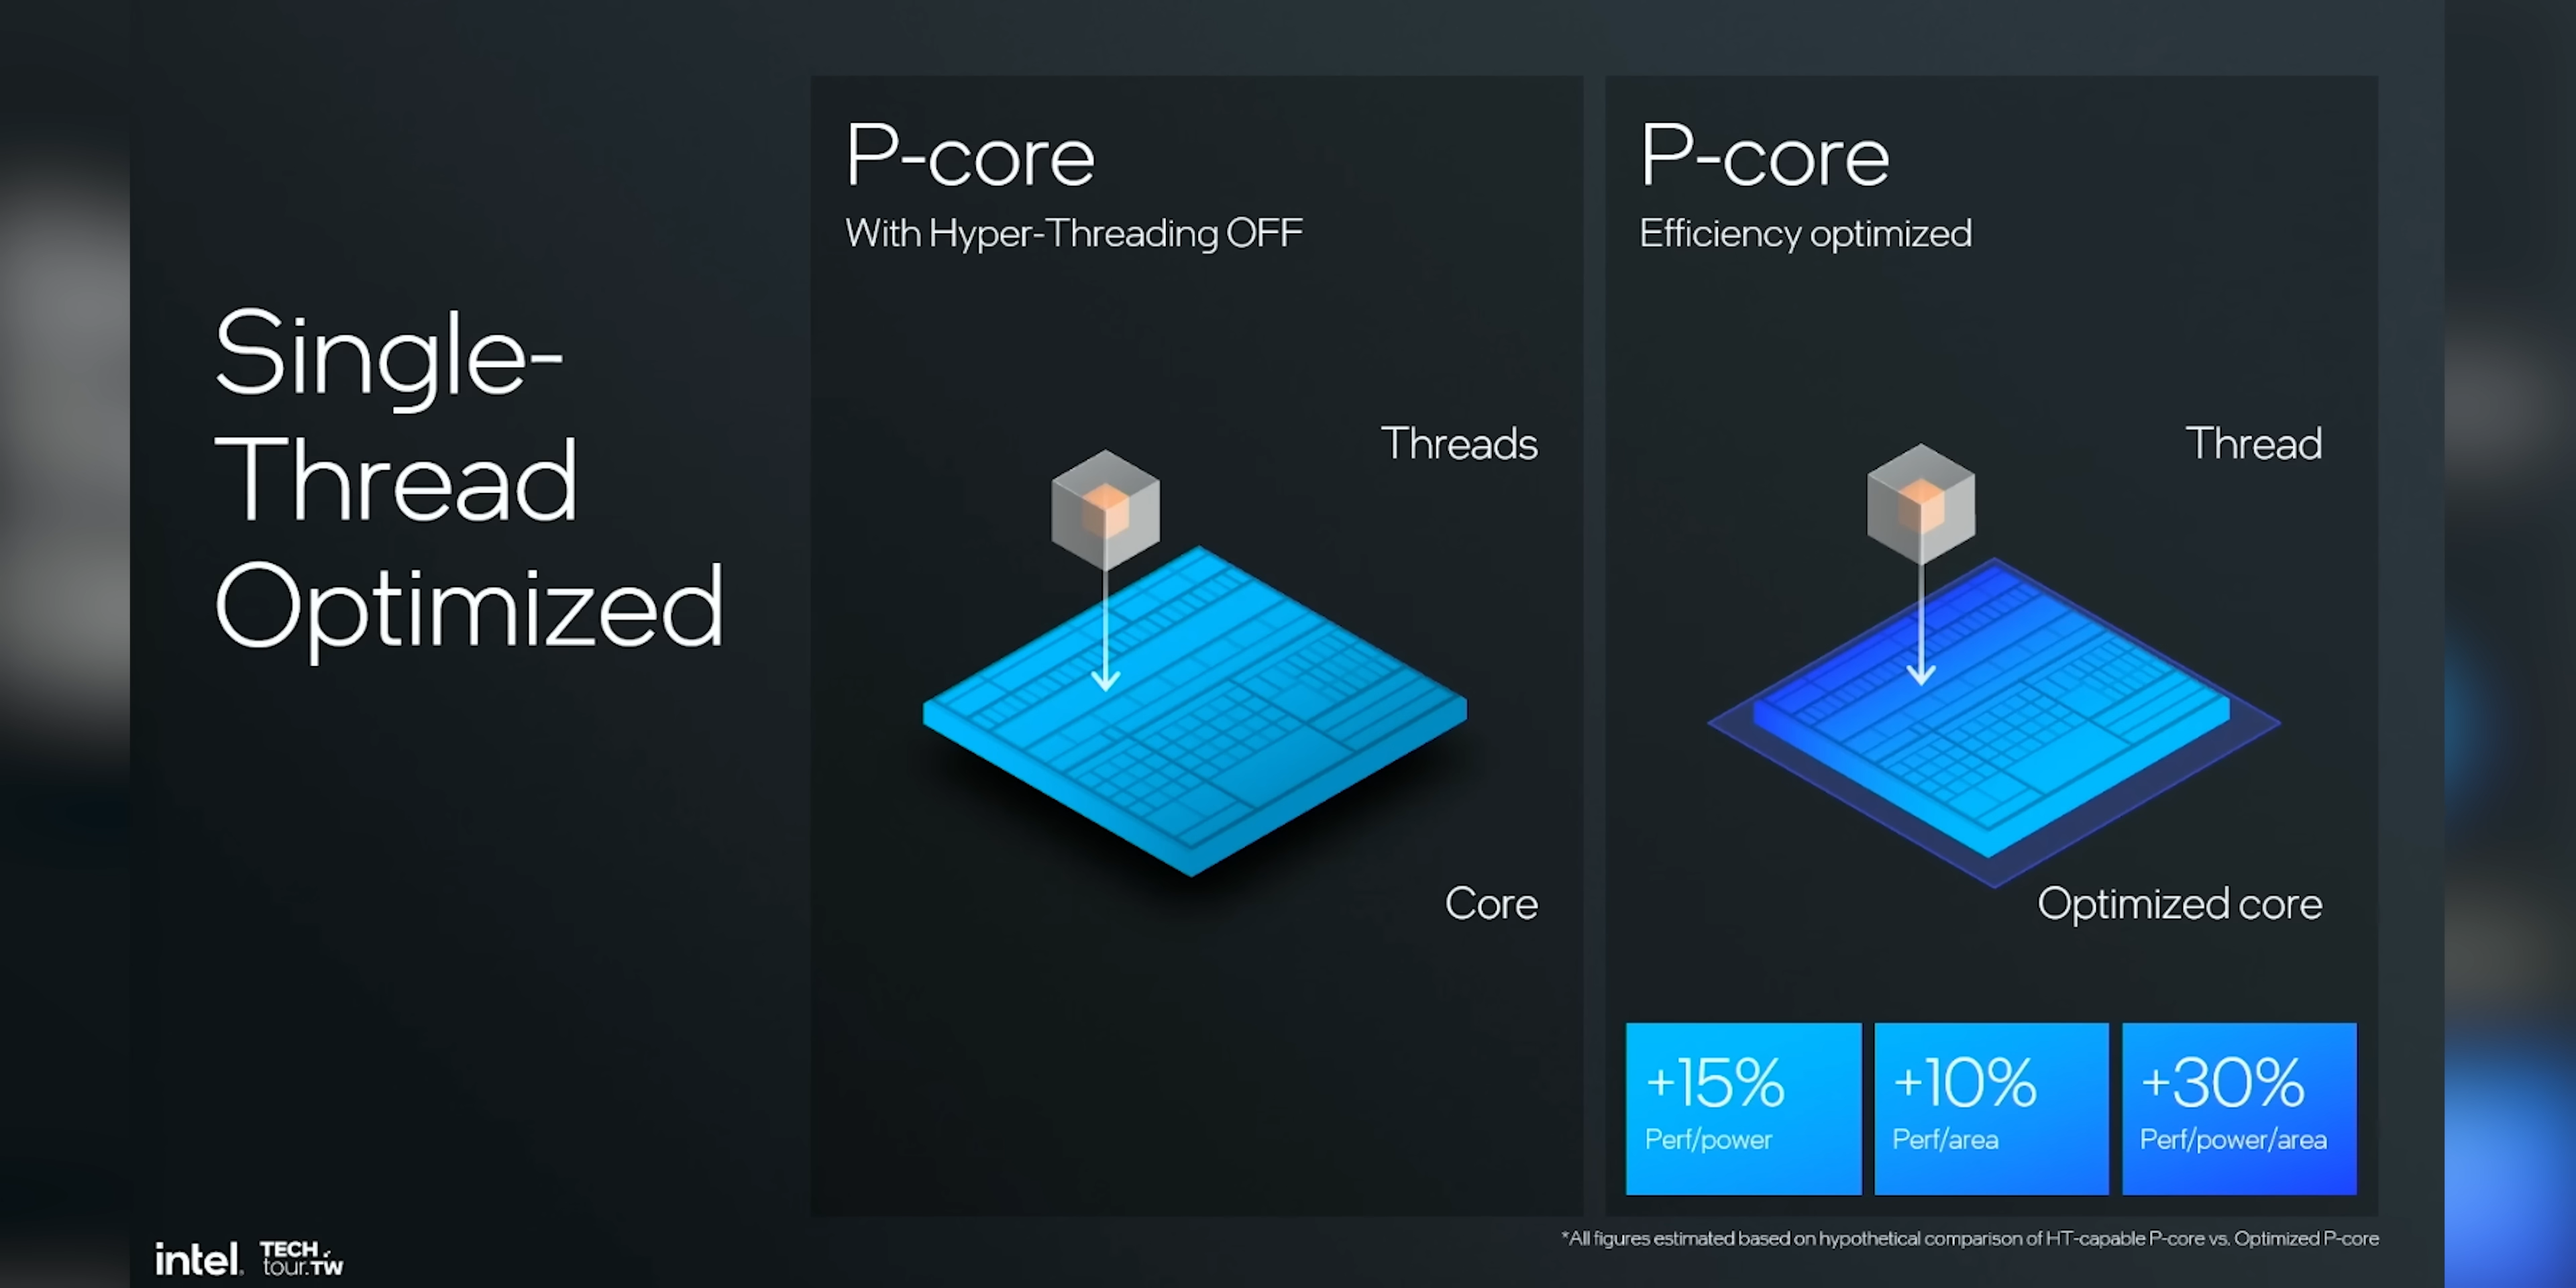 Single-
Thread
Optimized
P-core
With Hyper-Threading OFF
Threads
Core
P-core
Efficiency optimized
Thread
Optimized core
+15%
Perf/power
+10%
Perf/area
+30%
Perf/power/area
*All figures estimated based on hypothetical comparison of HT-capable P-core vs. Optimized P-core
intel.
TECH
tour.TW